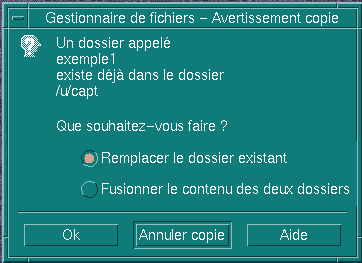 Gestionnaire de fichiers – Avertissement copie
Un dossier appelé
exemple1
existe déjà dans le dossier
/u/capt
Que souhaitez-vous faire ?
Remplacer le dossier existant
Fusionner le contenu des deux dossiers
Ok
Annuler copie
Aide